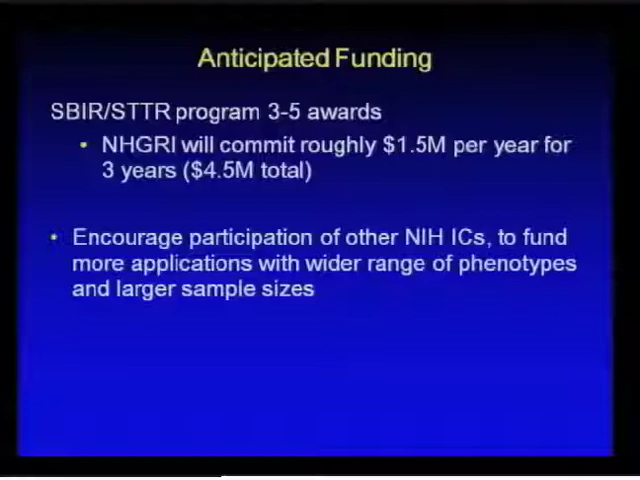 Anticipated Funding
SBIR/STTR program 3-5 awards
• NHGRI will commit roughly $1.5M per year for
3 years ($4.5M total)
• Encourage participation of other NIH ICs, to fund
more applications with wider range of phenotypes
and larger sample sizes